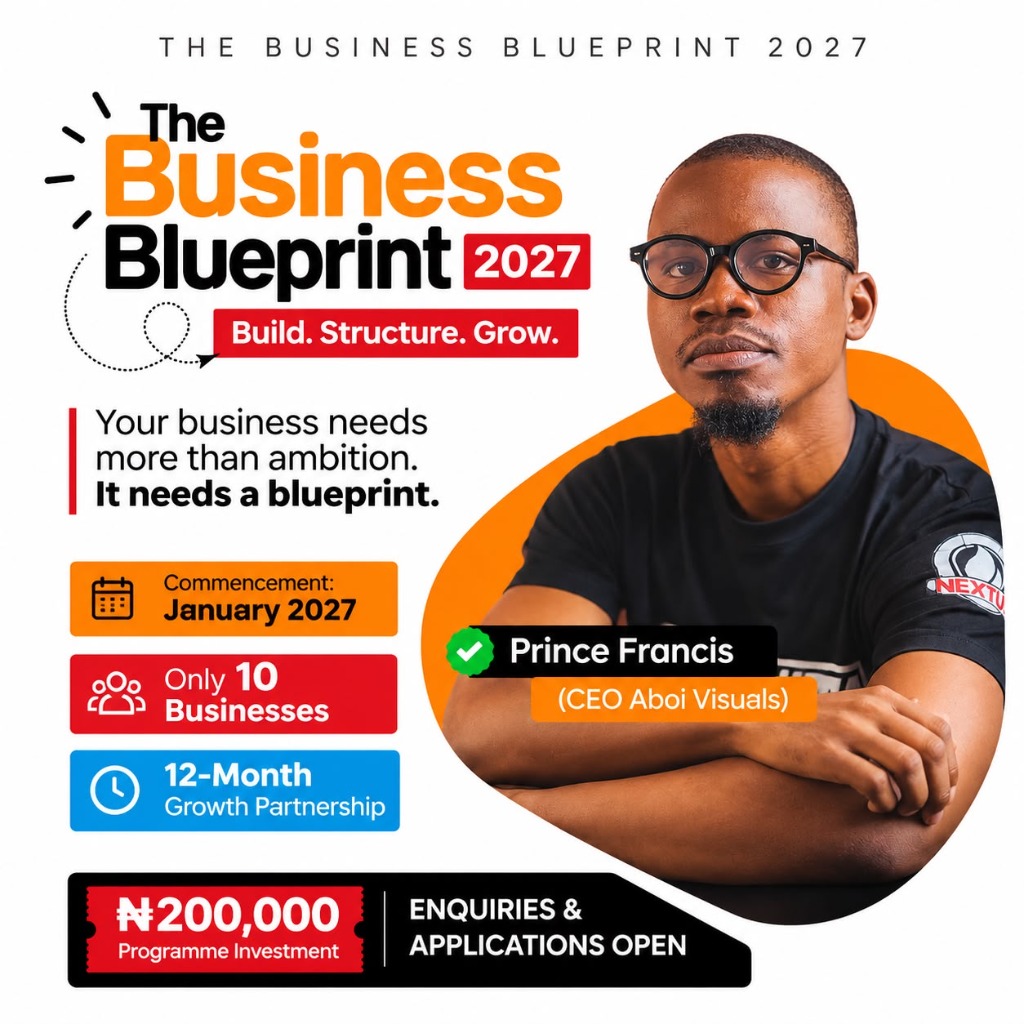 THE BUSINESS BLUEPRINT 2027
The
Business
Blueprint 2027
Build. Structure. Grow.
Your business needs
more than ambition.
It needs a blueprint.
Commencement:
January 2027
Only 10
Businesses
12-Month
Growth Partnership
Prince Francis
(CEO Aboi Visuals)
₦200,000
Programme Investment
ENQUIRIES &
APPLICATIONS OPEN